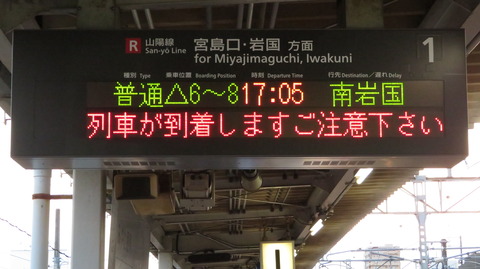 R 山陽線 San-yō Line 宮島口・岩国 方面 1
for Miyajimaguchi, Iwakuni
種別 Type 乗車位置 Boarding Position 時刻 Departure Time 行先 Destination／遅れ Delay
普通△6～8 17:05 南岩国
列車が到着しますご注意下さい
1